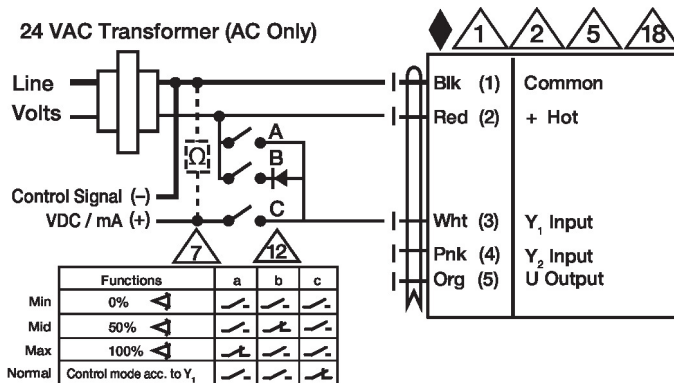 24 VAC Transformer (AC Only)
1 2 5 18
Line
Volts
Blk (1) Common
Red (2) + Hot
A
B
C
Ω
Control Signal (–)
VDC / mA (+)
Wht (3) Y₁ Input
Pnk (4) Y₂ Input
Org (5) U Output
7 12
Functions a b c
Min 0%
Mid 50%
Max 100%
Normal Control mode acc. to Y₁